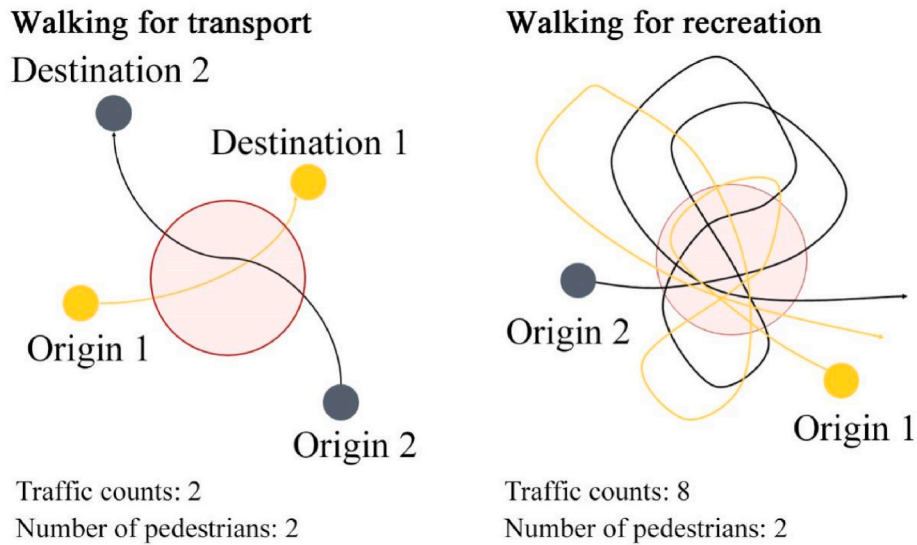 Walking for transport
Destination 2
Destination 1
Origin 1
Origin 2
Traffic counts: 2
Number of pedestrians: 2
Walking for recreation
Origin 2
Origin 1
Traffic counts: 8
Number of pedestrians: 2